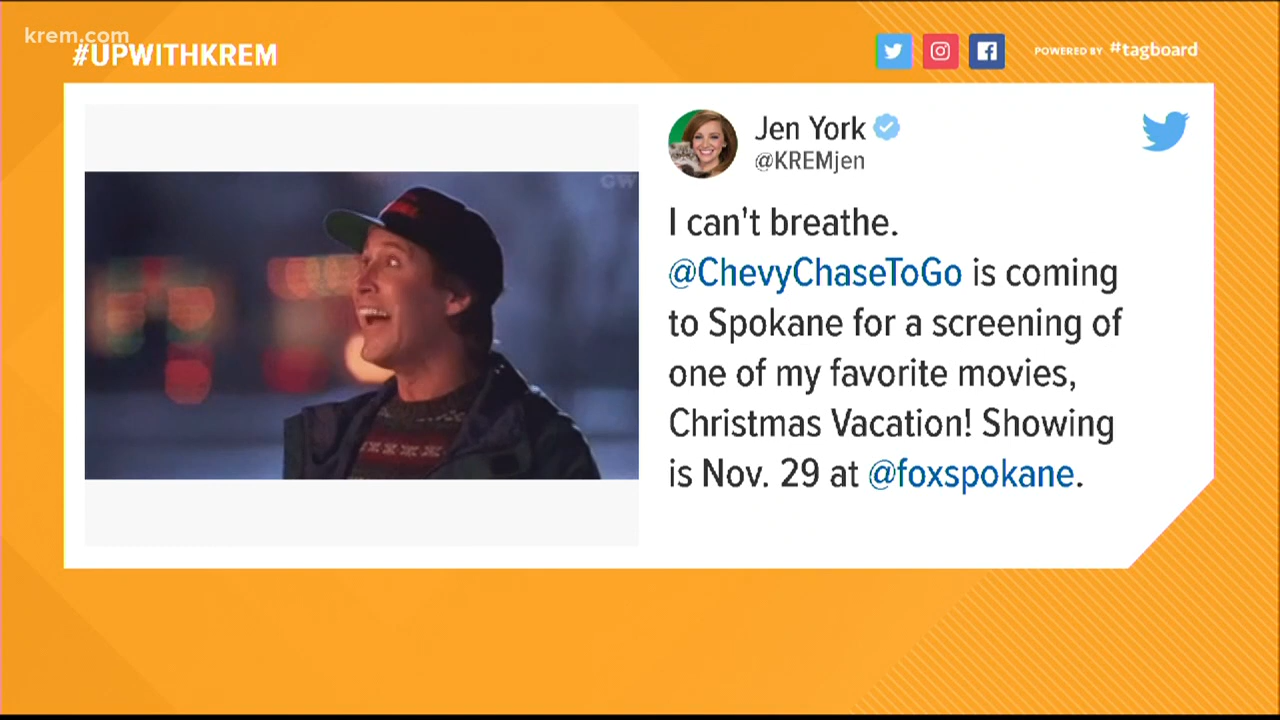 krem.com
#UPWITHKREM
POWERED BY #tagboard
GW
Jen York
@KREMjen
I can't breathe.
@ChevyChaseToGo is coming
to Spokane for a screening of
one of my favorite movies,
Christmas Vacation! Showing
is Nov. 29 at @foxspokane.